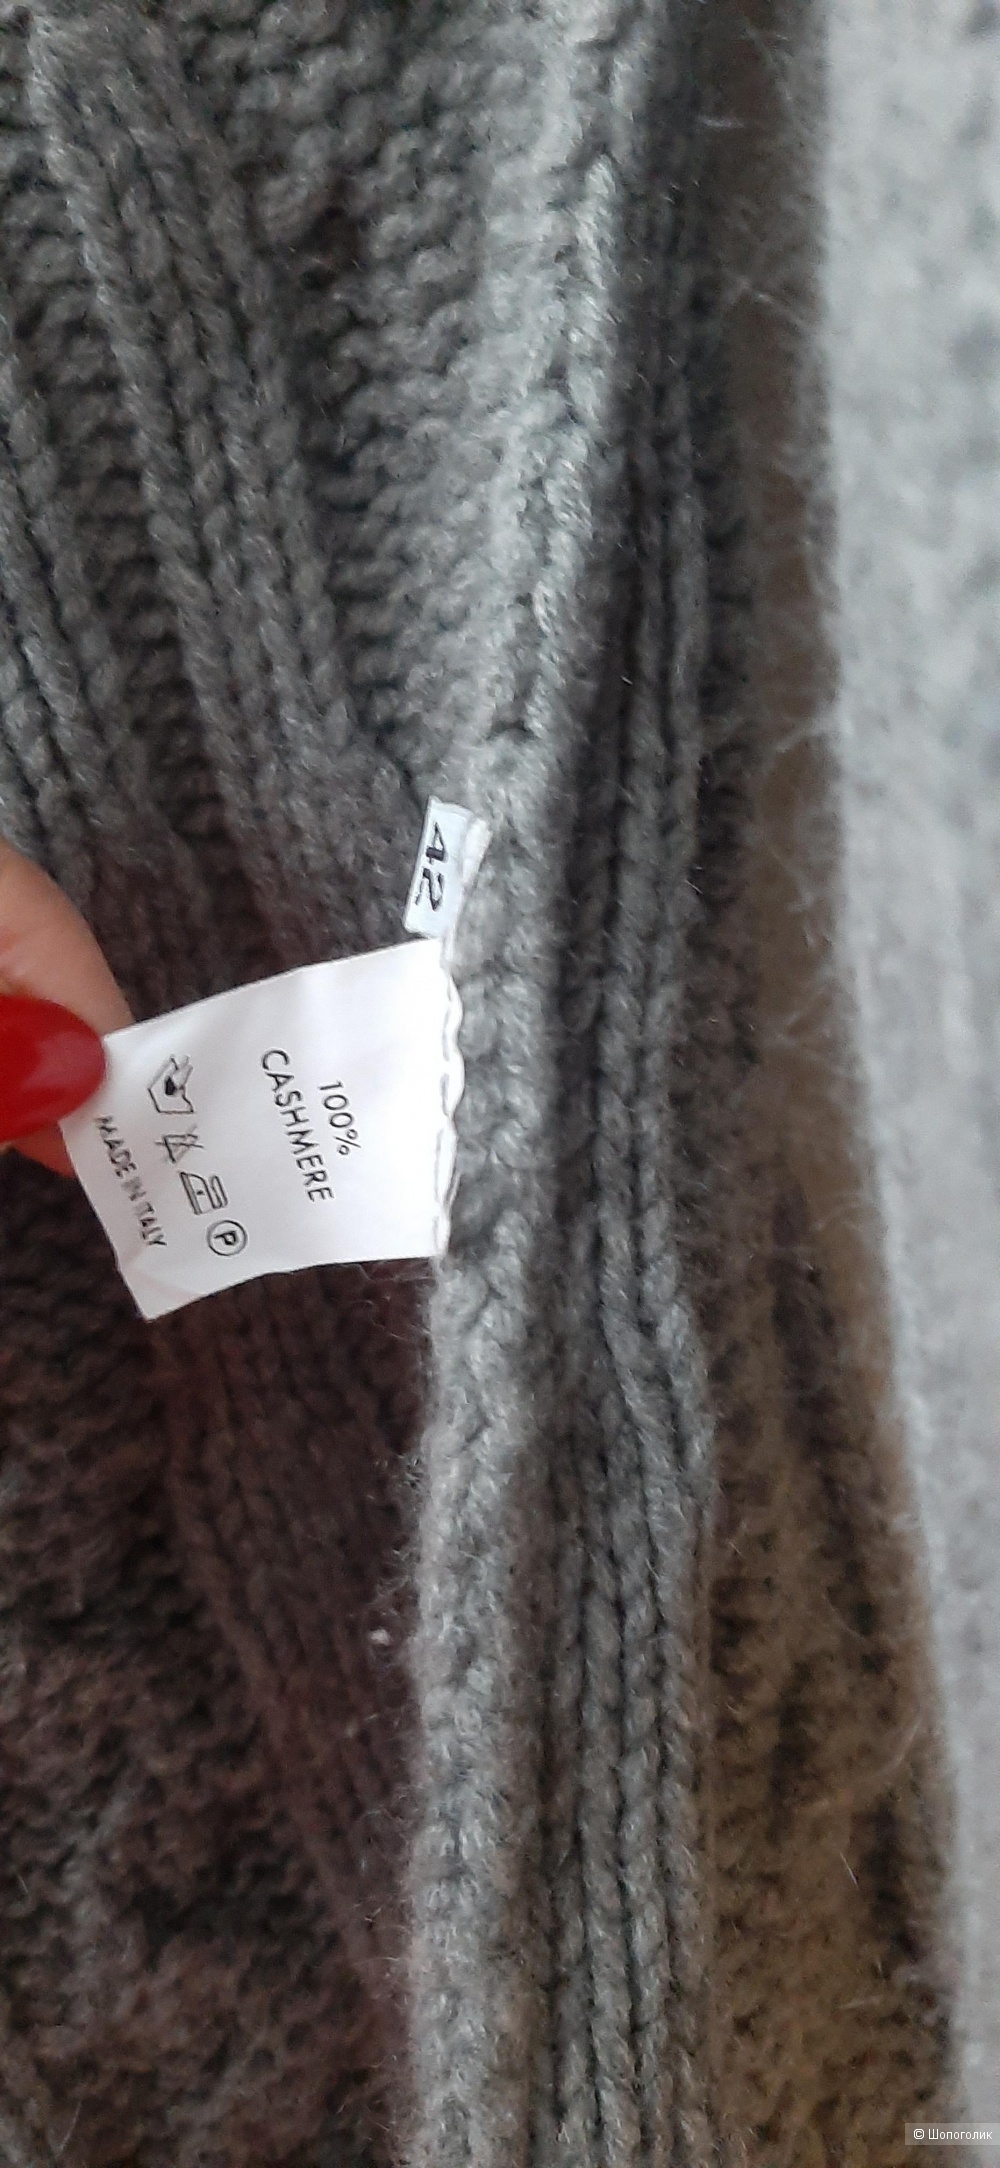 42
100%
CASHMERE
P
MADE IN ITALY
© Шопоголик